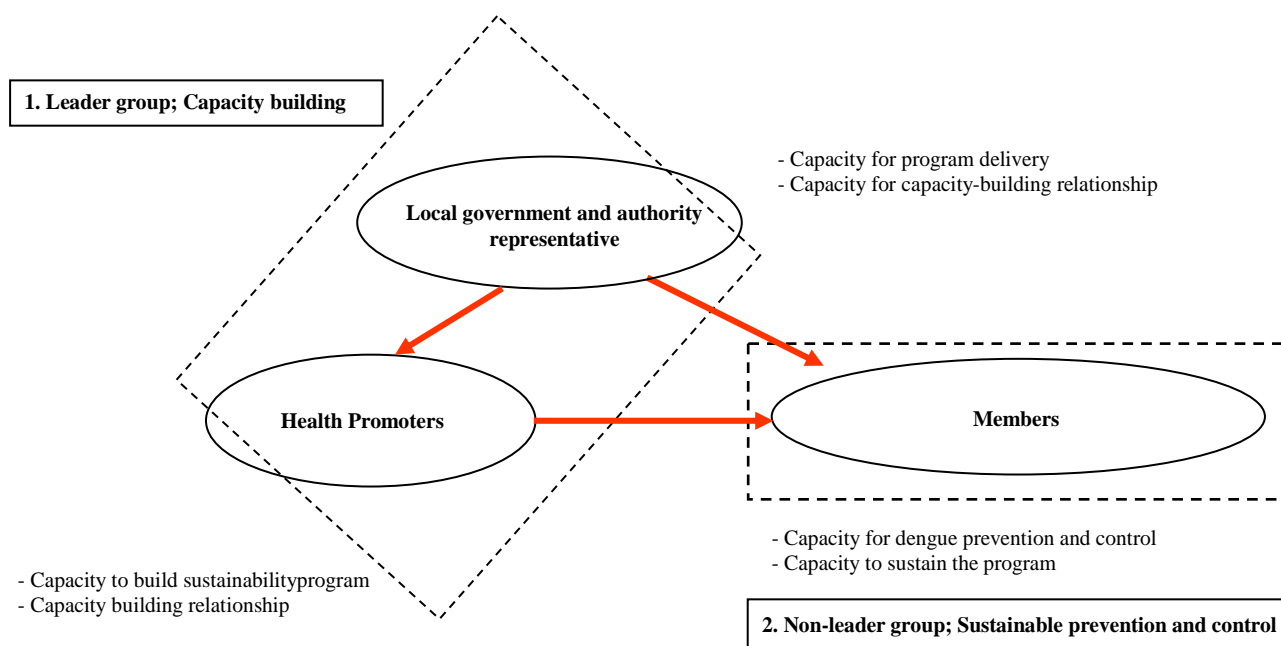 1. Leader group; Capacity building
- Capacity for program delivery
- Capacity for capacity-building relationship
Local government and authority
representative
Health Promoters
Members
- Capacity for dengue prevention and control
- Capacity to sustain the program
- Capacity to build sustainabilityprogram
- Capacity building relationship
2. Non-leader group; Sustainable prevention and control